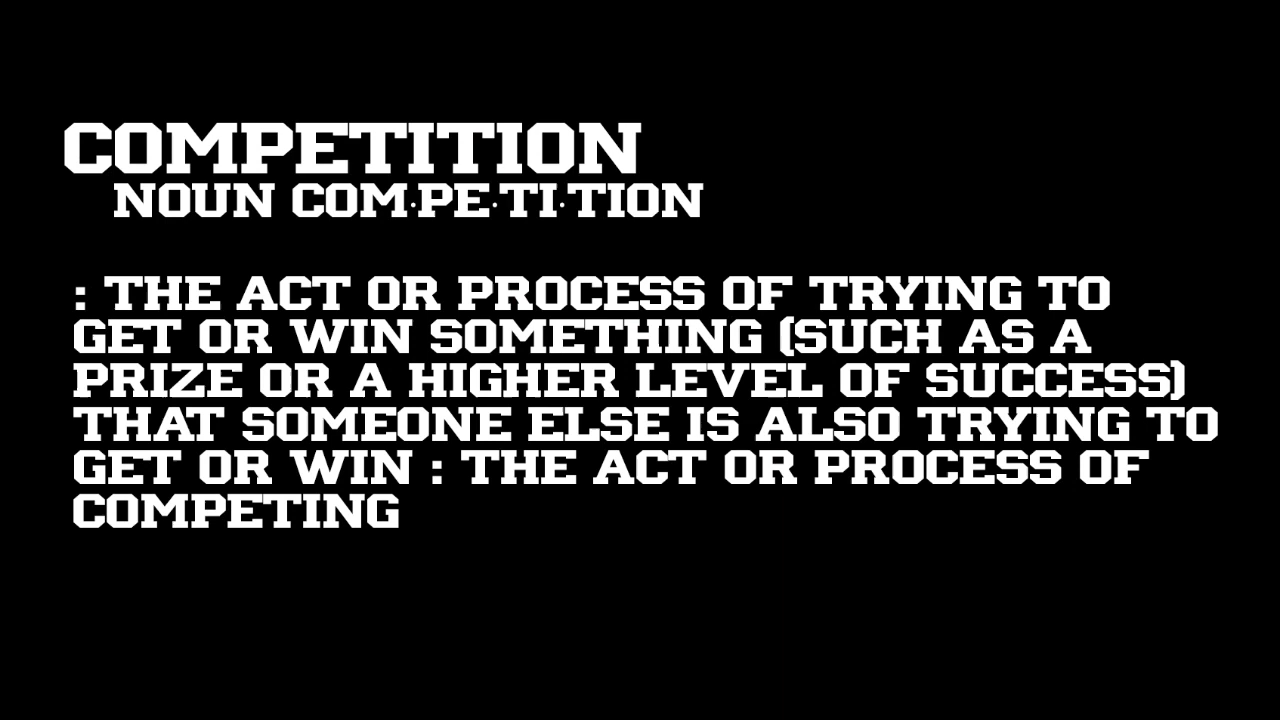 COMPETITION
NOUN COM·PE·TI·TION
: THE ACT OR PROCESS OF TRYING TO
GET OR WIN SOMETHING (SUCH AS A
PRIZE OR A HIGHER LEVEL OF SUCCESS)
THAT SOMEONE ELSE IS ALSO TRYING TO
GET OR WIN : THE ACT OR PROCESS OF
COMPETING